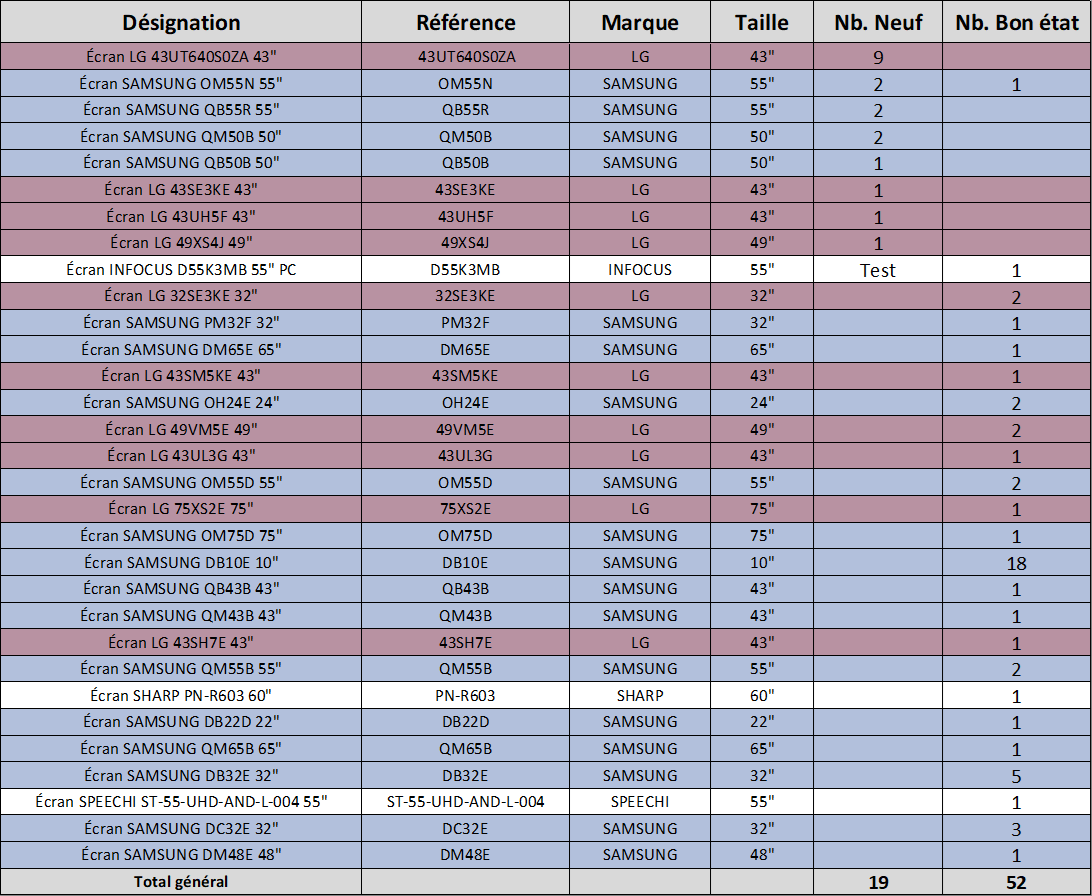 Désignation Référence Marque Taille Nb. Neuf Nb. Bon état
Écran LG 43UT640S0ZA 43" 43UT640S0ZA LG 43" 9
Écran SAMSUNG OM55N 55" OM55N SAMSUNG 55" 2 1
Écran SAMSUNG QB55R 55" QB55R SAMSUNG 55" 2
Écran SAMSUNG QM50B 50" QM50B SAMSUNG 50" 2
Écran SAMSUNG QB50B 50" QB50B SAMSUNG 50" 1
Écran LG 43SE3KE 43" 43SE3KE LG 43" 1
Écran LG 43UH5F 43" 43UH5F LG 43" 1
Écran LG 49XS4J 49" 49XS4J LG 49" 1
Écran INFOCUS D55K3MB 55" PC D55K3MB INFOCUS 55" Test 1
Écran LG 32SE3KE 32" 32SE3KE LG 32" 2
Écran SAMSUNG PM32F 32" PM32F SAMSUNG 32" 1
Écran SAMSUNG DM65E 65" DM65E SAMSUNG 65" 1
Écran LG 43SM5KE 43" 43SM5KE LG 43" 1
Écran SAMSUNG OH24E 24" OH24E SAMSUNG 24" 2
Écran LG 49VM5E 49" 49VM5E LG 49" 2
Écran LG 43UL3G 43" 43UL3G LG 43" 1
Écran SAMSUNG OM55D 55" OM55D SAMSUNG 55" 2
Écran LG 75XS2E 75" 75XS2E LG 75" 1
Écran SAMSUNG OM75D 75" OM75D SAMSUNG 75" 1
Écran SAMSUNG DB10E 10" DB10E SAMSUNG 10" 18
Écran SAMSUNG QB43B 43" QB43B SAMSUNG 43" 1
Écran SAMSUNG QM43B 43" QM43B SAMSUNG 43" 1
Écran LG 43SH7E 43" 43SH7E LG 43" 1
Écran SAMSUNG QM55B 55" QM55B SAMSUNG 55" 2
Écran SHARP PN-R603 60" PN-R603 SHARP 60" 1
Écran SAMSUNG DB22D 22" DB22D SAMSUNG 22" 1
Écran SAMSUNG QM65B 65" QM65B SAMSUNG 65" 1
Écran SAMSUNG DB32E 32" DB32E SAMSUNG 32" 5
Écran SPEECHI ST-55-UHD-AND-L-004 55" ST-55-UHD-AND-L-004 SPEECHI 55" 1
Écran SAMSUNG DC32E 32" DC32E SAMSUNG 32" 3
Écran SAMSUNG DM48E 48" DM48E SAMSUNG 48" 1
Total général 19 52